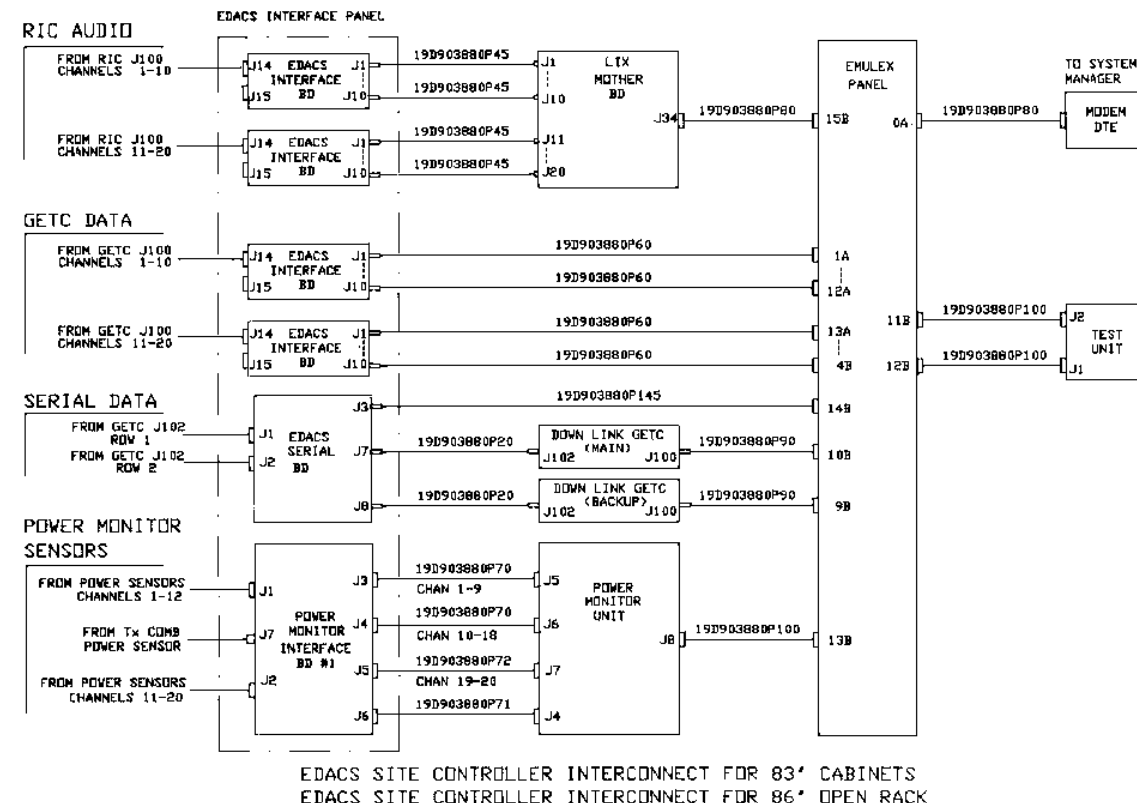 EDACS INTERFACE PANEL
RIC AUDIO
FROM RIC J100
CHANNELS 1-10
J14 EDACS J1
INTERFACE
J15 BD J10
19D903880P45
19D903880P45
J1 LIX
MOTHER
BD
J10
J34
J11
J20
FROM RIC J100
CHANNELS 11-20
J14 EDACS J1
INTERFACE
J15 BD J10
19D903880P45
19D903880P45
19D903880P80
EMULEX
PANEL
15B 0A
19D903880P80
TO SYSTEM
MANAGER
MODEM
DTE
GETC DATA
FROM GETC J100
CHANNELS 1-10
J14 EDACS J1
INTERFACE
J15 BD J10
19D903880P60
1A
19D903880P60
12A
FROM GETC J100
CHANNELS 11-20
J14 EDACS J1
INTERFACE
J15 BD J10
19D903880P60
13A
19D903880P60
4B
11B 19D903880P100 J2
TEST
UNIT
12B 19D903880P100 J1
SERIAL DATA
FROM GETC J102
ROW 1
FROM GETC J102
ROW 2
J1 EDACS
J2 SERIAL
BD
J3 19D903880P145 14B
J7 19D903880P20
DOWN LINK GETC
(MAIN)
J102 J100
19D903880P90 10B
J8 19D903880P20
DOWN LINK GETC
(BACKUP)
J102 J100
19D903880P90 9B
POWER MONITOR
SENSORS
FROM POWER SENSORS
CHANNELS 1-12
FROM Tx COMB
POWER SENSOR
FROM POWER SENSORS
CHANNELS 11-20
J1
J7
J2
POWER
MONITOR
INTERFACE
BD #1
J3 19D903880P70 J5
CHAN 1-9
J4 19D903880P70 J6
CHAN 10-18
J5 19D903880P72 J7
CHAN 19-20
J6 19D903880P71 J4
POWER
MONITOR
UNIT
J8 19D903880P100 13B
EDACS SITE CONTROLLER INTERCONNECT FOR 83" CABINETS
EDACS SITE CONTROLLER INTERCONNECT FOR 86" OPEN RACK